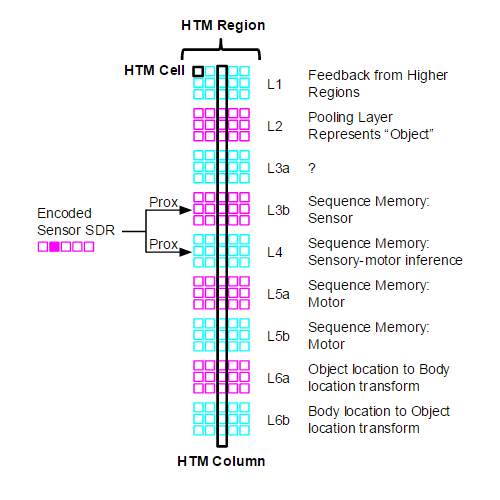 HTM Region
HTM Cell
L1
Feedback from Higher
Regions
L2
Pooling Layer
Represents “Object”
L3a
?
Encoded
Sensor SDR
Prox
Prox
L3b
Sequence Memory:
Sensor
L4
Sequence Memory:
Sensory-motor inference
L5a
Sequence Memory:
Motor
L5b
Sequence Memory:
Motor
L6a
Object location to Body
location transform
L6b
Body location to Object
location transform
HTM Column